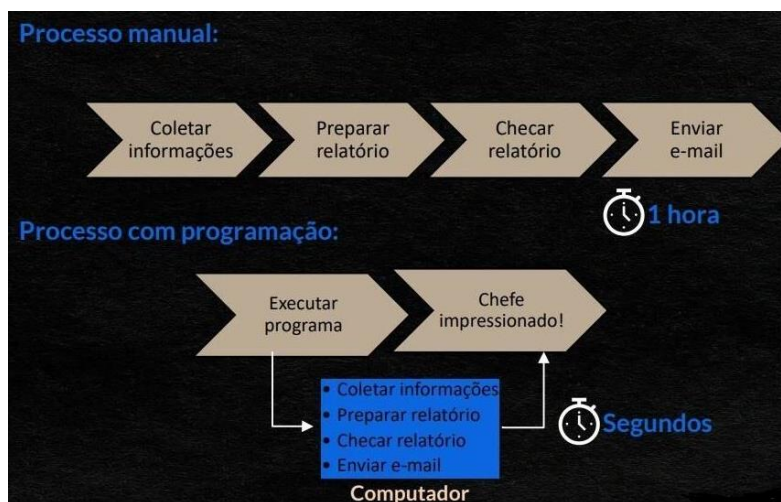 Processo manual:
Coletar
informações
Preparar
relatório
Checar
relatório
Enviar
e-mail
1 hora
Processo com programação:
Executar
programa
Chefe
impressionado!
• Coletar informações
• Preparar relatório
• Checar relatório
• Enviar e-mail
Segundos
Computador